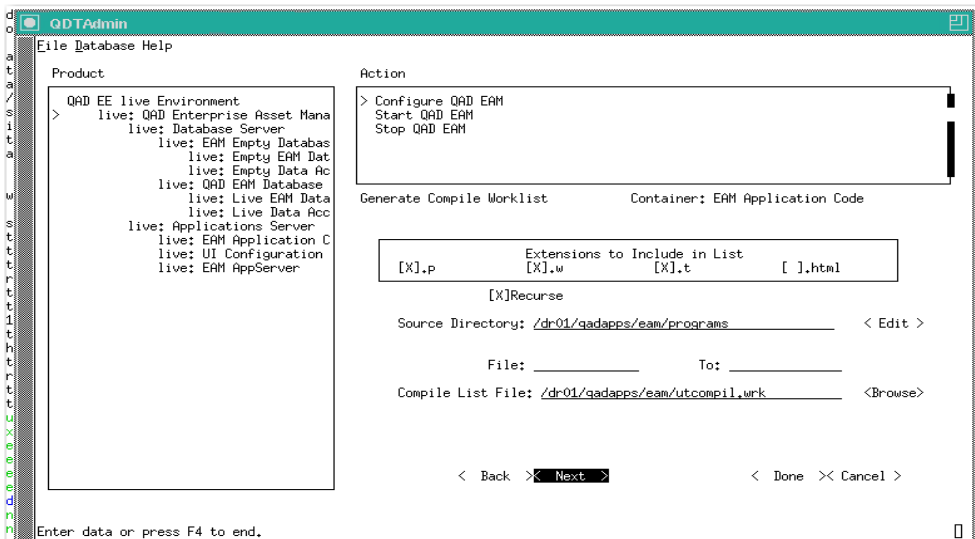 QDTAdmin
File Database Help
Product
QAD EE live Environment
> live: QAD Enterprise Asset Mana
live: Database Server
live: EAM Empty Databas
live: Empty EAM Dat
live: Empty Data Ac
live: QAD EAM Database
live: Live EAM Data
live: Live Data Acc
live: Applications Server
live: EAM Application C
live: UI Configuration
live: EAM AppServer
Action
> Configure QAD EAM
Start QAD EAM
Stop QAD EAM
Generate Compile Worklist Container: EAM Application Code
Extensions to Include in List
[X].p [X].w [X].t [ ].html
[X]Recurse
Source Directory: /dr01/qadapps/eam/programs < Edit >
File: To:
Compile List File: /dr01/qadapps/eam/utcompil.wrk <Browse>
< Back >< Next > < Done >< Cancel >
Enter data or press F4 to end.